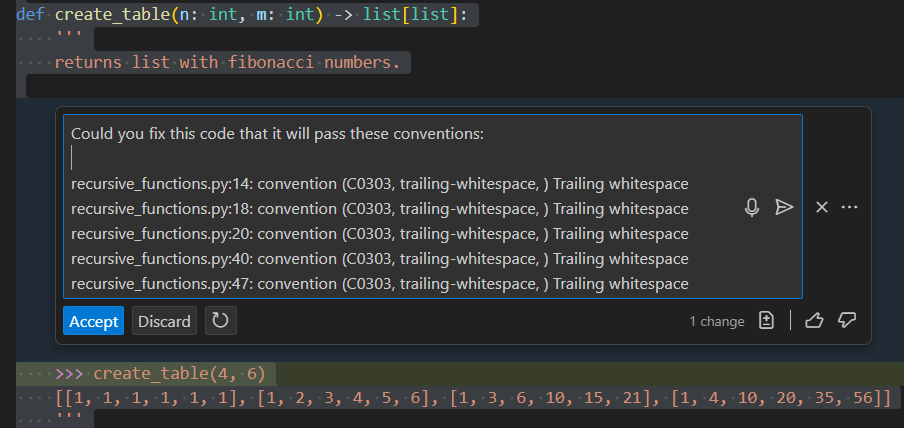 def create_table(n: int, m: int) -> list[list]:
'''
returns list with fibonacci numbers.
Could you fix this code that it will pass these conventions:
recursive_functions.py:14: convention (C0303, trailing-whitespace, ) Trailing whitespace
recursive_functions.py:18: convention (C0303, trailing-whitespace, ) Trailing whitespace
recursive_functions.py:20: convention (C0303, trailing-whitespace, ) Trailing whitespace
recursive_functions.py:40: convention (C0303, trailing-whitespace, ) Trailing whitespace
recursive_functions.py:47: convention (C0303, trailing-whitespace, ) Trailing whitespace
Accept Discard 1 change
>>> create_table(4, 6)
[[1, 1, 1, 1, 1, 1], [1, 2, 3, 4, 5, 6], [1, 3, 6, 10, 15, 21], [1, 4, 10, 20, 35, 56]]
'''